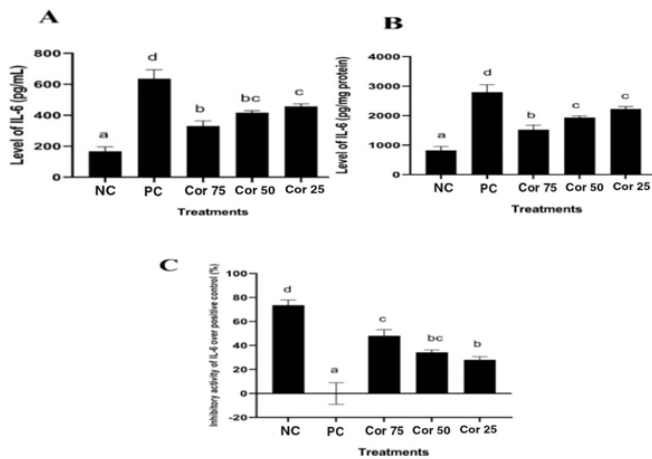 A
Level of IL-6 (pg/mL)
800
600
400
200
0
a
d
b
bc
c
NC
PC
Cor 75
Cor 50
Cor 25
Treatments
B
Level of IL-6 (pg/mg protein)
4000
3000
2000
1000
0
a
d
b
c
c
NC
PC
Cor 75
Cor 50
Cor 25
Treatments
C
Inhibitory activity of IL-6 over positive control (%)
100
80
60
40
20
0
-20
d
a
c
bc
b
NC
PC
Cor 75
Cor 50
Cor 25
Treatments